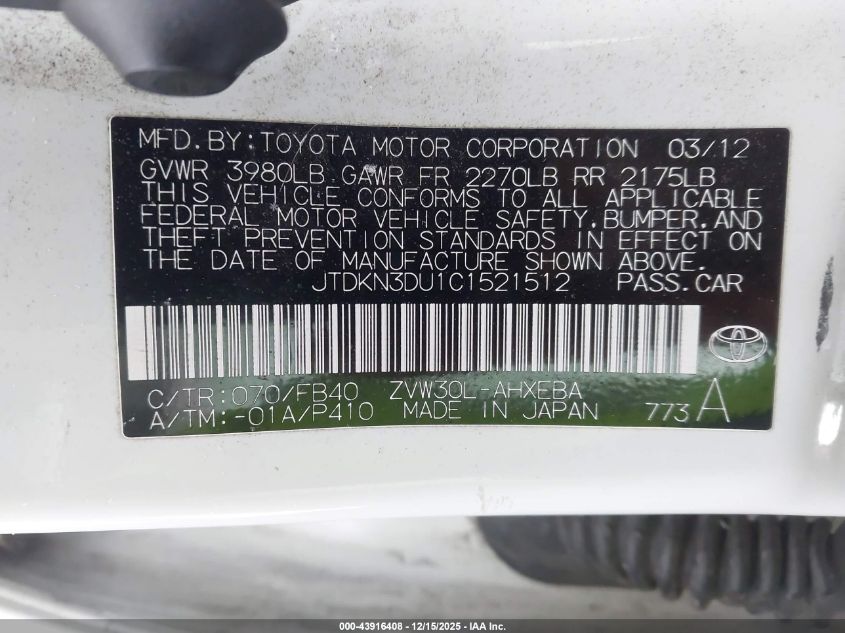 MFD.BY:TOYOTA MOTOR CORPORATION 03/12
GVWR 3980LB GAWR FR 2270LB RR 2175LB
THIS VEHICLE CONFORMS TO ALL APPLICABLE
FEDERAL MOTOR VEHICLE SAFETY,BUMPER,AND
THEFT PREVENTION STANDARDS IN EFFECT ON
THE DATE OF MANUFACTURE SHOWN ABOVE.
JTDKN3DU1C1521512 PASS.CAR
C/TR:070/FB40 ZVW30L-AHXEBA
A/TM:-01A/P410 MADE IN JAPAN 773A
000-43916408 - 12/15/2025 - IAA Inc.